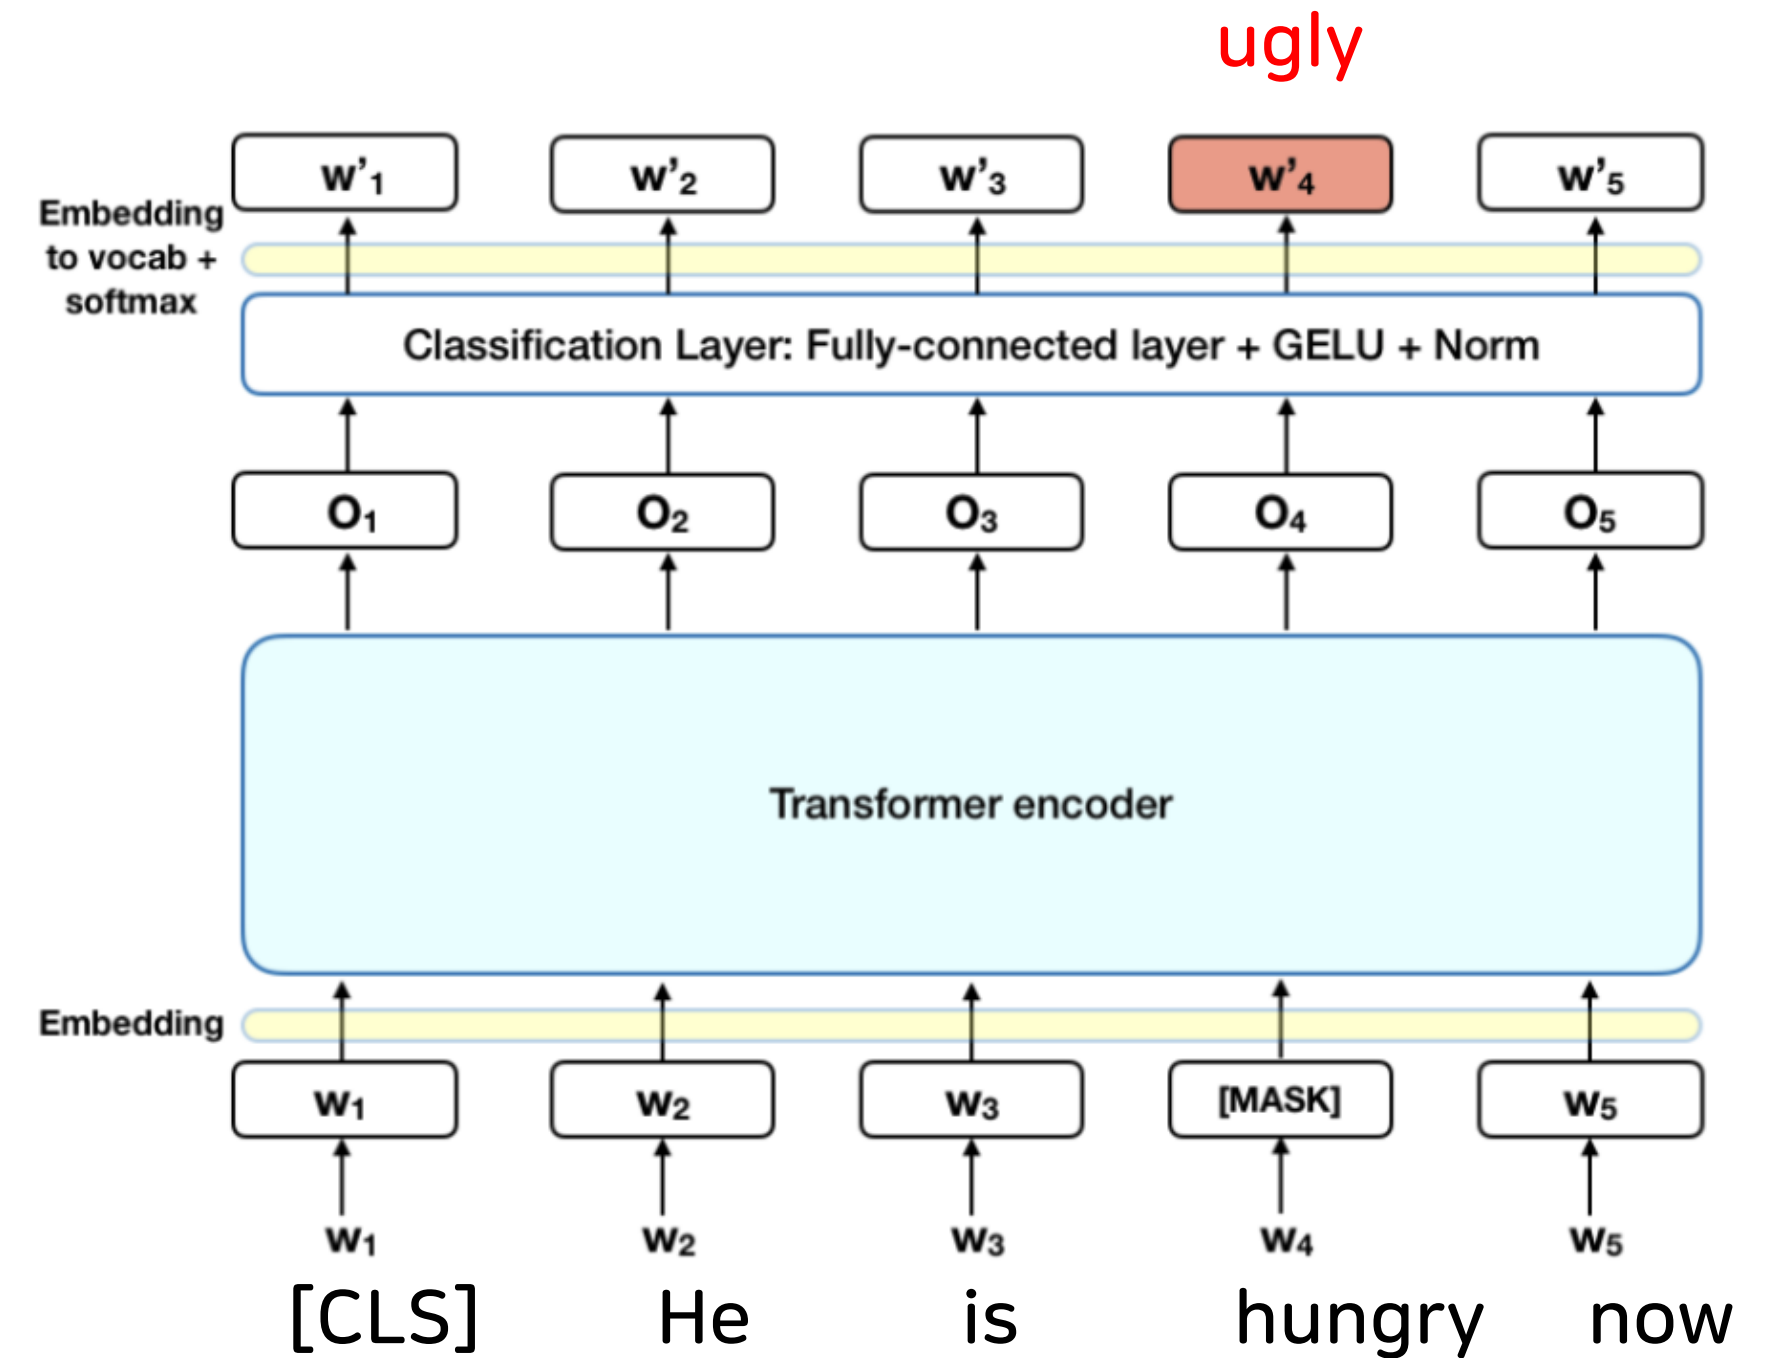 ugly
w'1 w'2 w'3 w'4 w'5
Embedding
to vocab +
softmax
Classification Layer: Fully-connected layer + GELU + Norm
O1 O2 O3 O4 O5
Transformer encoder
Embedding
w1 w2 w3 [MASK] w5
w1 w2 w3 w4 w5
[CLS] He is hungry now